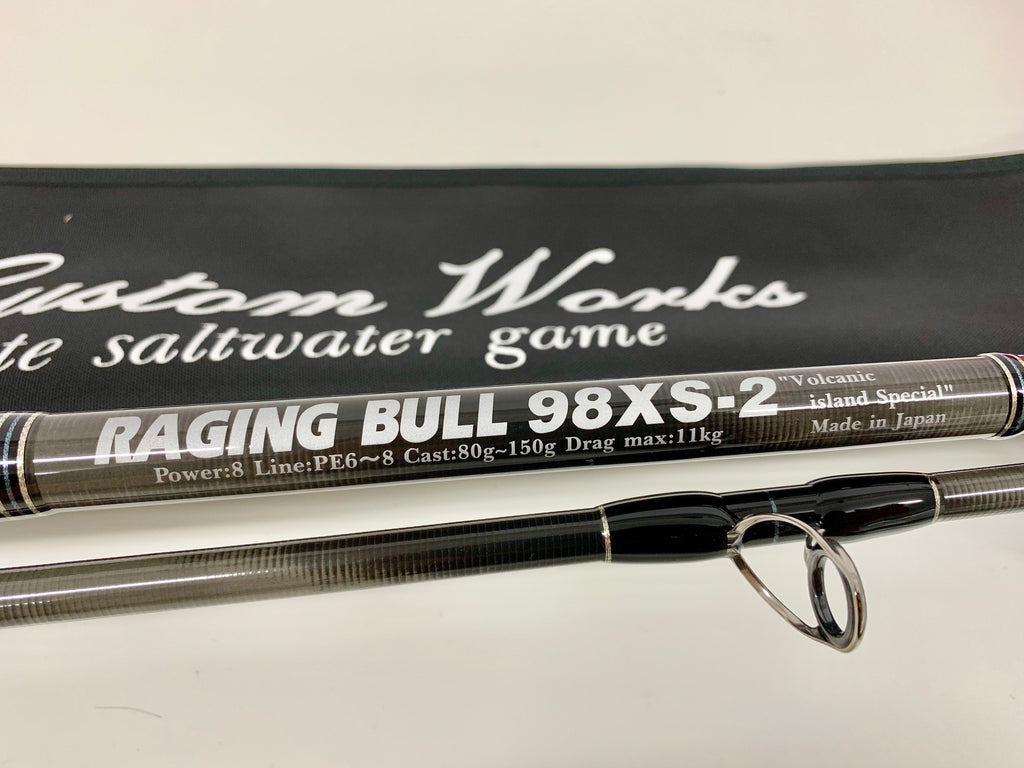 Custom Works
te saltwater game
RAGING BULL 98XS-2
"Volcanic
island Special"
Power:8 Line:PE6～8 Cast:80g~150g Drag max:11kg
Made in Japan